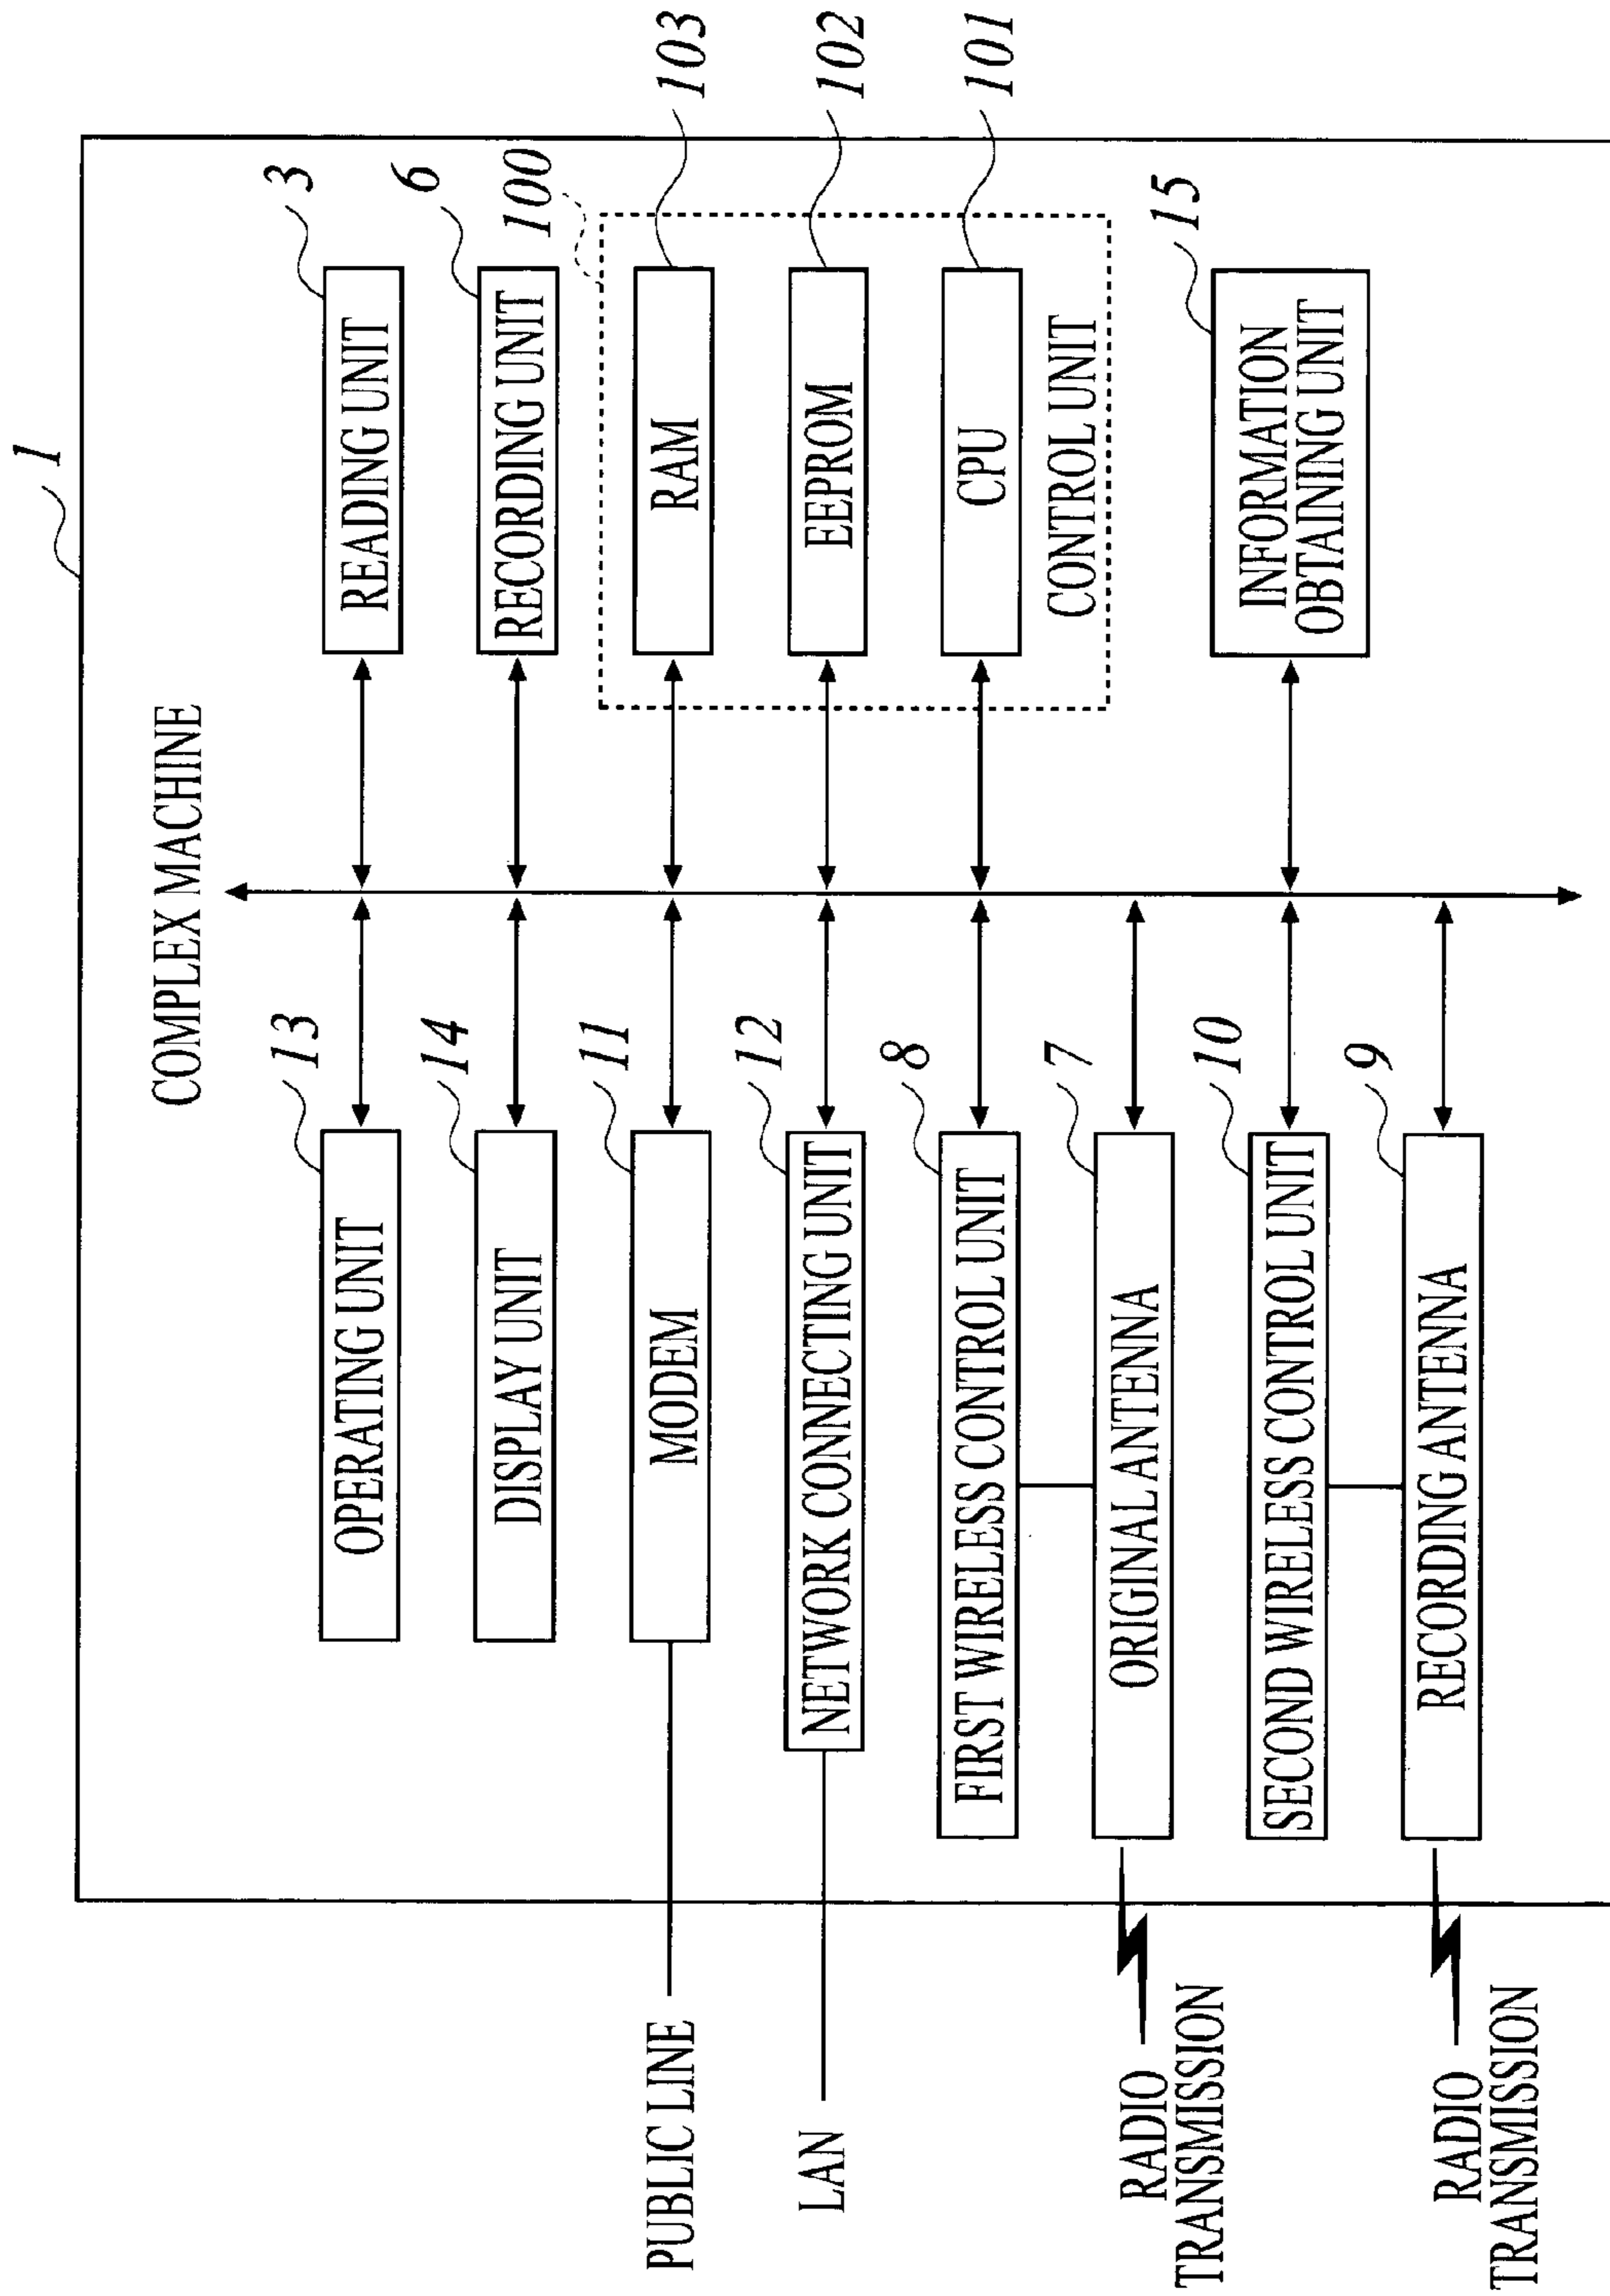 1
COMPLEX MACHINE
13
OPERATING UNIT
14
DISPLAY UNIT
11
MODEM
PUBLIC LINE
12
NETWORK CONNECTING UNIT
LAN
8
FIRST WIRELESS CONTROL UNIT
7
ORIGINAL ANTENNA
RADIO
TRANSMISSION
10
SECOND WIRELESS CONTROL UNIT
9
RECORDING ANTENNA
RADIO
TRANSMISSION
3
READING UNIT
6
RECORDING UNIT
100
RAM
103
EEPROM
102
CPU
101
CONTROL UNIT
15
INFORMATION
OBTAINING UNIT